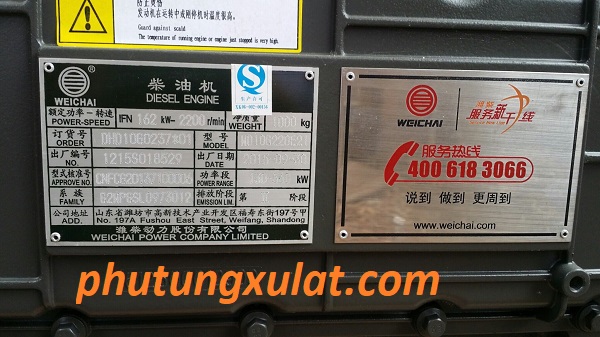 防止烫伤
发动机在运转中或刚停机时温度很高。
Guard against scald
The temperature of running engine or engine just stopped is very high.
WEICHAI
柴油机
DIESEL ENGINE
生产许可
额定功率－转速 IFN 162 kW- 2200 r/min 净质量 1000 kg
POWER-SPEED WEIGHT
订货号 型号
ORDER MODEL
出厂编号 1215S018529 出厂日期
NO. DATE
型式核准号 功率范围 kW
APPROVE NO. POWER RANGE
系族 排放阶段 阶段
FAMILY EMISSION LIM.
公司地址 山东省潍坊市高新技术产业开发区福寿东街197号甲
ADD: No. 197A Fushou East Street, Weifang, Shandong
潍柴动力股份有限公司
WEICHAI POWER COMPANY LIMITED
WEICHAI
服务新干线
服务热线
400 618 3066
说到 做到 更周到
www.weichai.com
phutungxulat.com